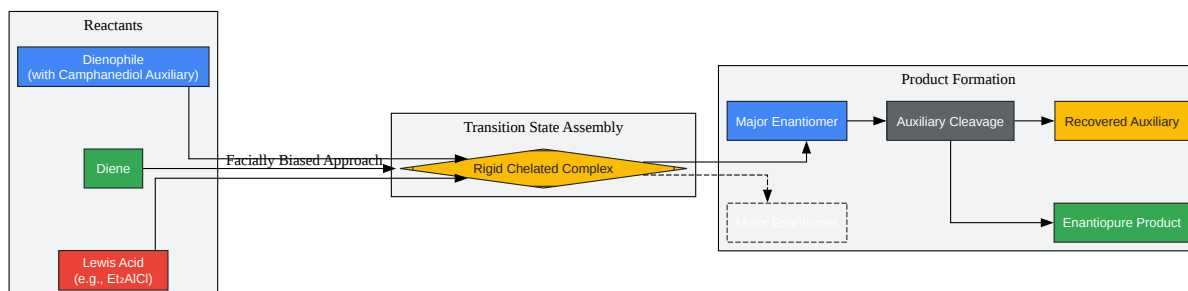 Reactants
Dienophile
(with Camphanediol Auxiliary)
Diene
Lewis Acid
(e.g., Et₂AlCl)
Facially Biased Approach
Transition State Assembly
Rigid Chelated Complex
Product Formation
Major Enantiomer
Auxiliary Cleavage
Recovered Auxiliary
Minor Enantiomer
Enantiopure Product